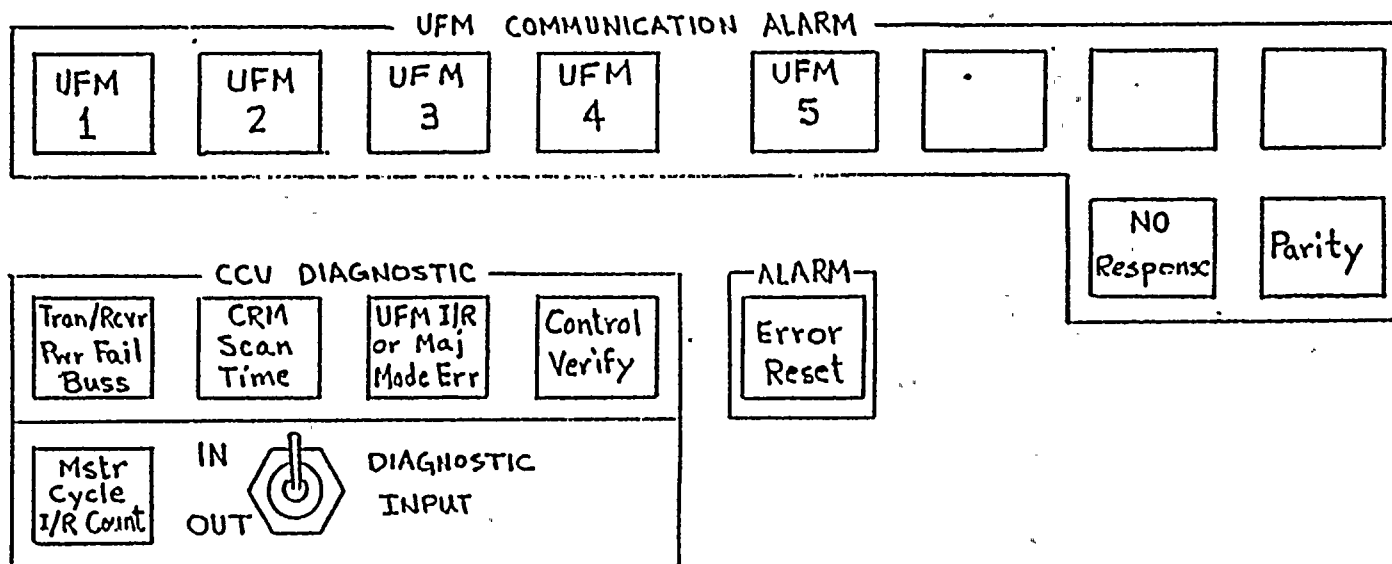 UFM COMMUNICATION ALARM
UFM
1
UFM
2
UFM
3
UFM
4
UFM
5
NO
Response
Parity
CCU DIAGNOSTIC
Tran/Rcvr
Pwr Fail
Buss
CRM
Scan
Time
UFM I/R
or Maj
Mode Err
Control
Verify
ALARM
Error
Reset
Mstr
Cycle
I/R Count
IN
OUT
DIAGNOSTIC
INPUT